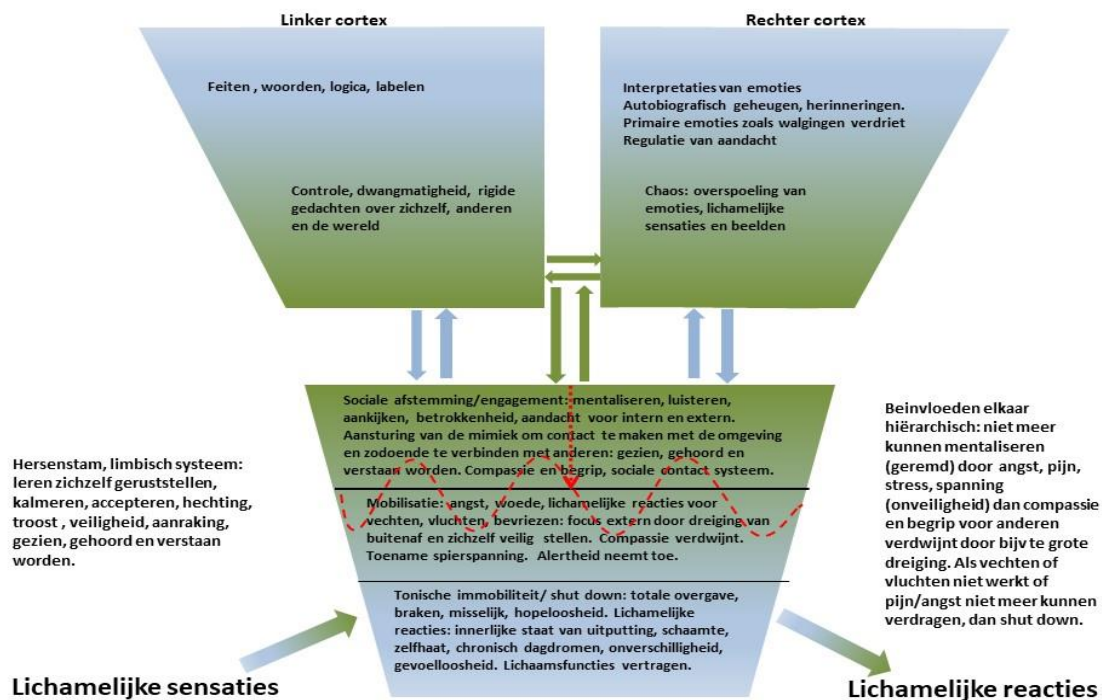 Linker cortex
Rechter cortex
Feiten , woorden, logica, labelen
Controle, dwangmatigheid, rigide
gedachten over zichzelf, anderen
en de wereld
Interpretaties van emoties
Autobiografisch geheugen, herinneringen.
Primaire emoties zoals walgingen verdriet
Regulatie van aandacht
Chaos: overspoeling van
emoties, lichamelijke
sensaties en beelden
Hersenstam, limbisch systeem:
leren zichzelf geruststellen,
kalmeren, accepteren, hechting,
troost , veiligheid, aanraking,
gezien, gehoord en verstaan
worden.
Sociale afstemming/engagement: mentaliseren, luisteren,
aankijken, betrokkenheid, aandacht voor intern en extern.
Aansturing van de mimiek om contact te maken met de omgeving
en zodoende te verbinden met anderen: gezien, gehoord en
verstaan worden. Compassie en begrip, sociale contact systeem.
Mobilisatie: angst, woede, lichamelijke reacties voor
vechten, vluchten, bevriezen: focus extern door dreiging van
buitenaf en zichzelf veilig stellen. Compassie verdwijnt.
Toename spierspanning. Alertheid neemt toe.
Tonische immobiliteit/ shut down: totale overgave,
braken, misselijk, hopeloosheid. Lichamelijke
reacties: innerlijke staat van uitputting, schaamte,
zelfhaat, chronisch dagdromen, onverschilligheid,
gevoelloosheid. Lichaamsfuncties vertragen.
Beinvloeden elkaar
hiërarchisch: niet meer
kunnen mentaliseren
(geremd) door angst, pijn,
stress, spanning
(onveiligheid) dan compassie
en begrip voor anderen
verdwijnt door bijv te grote
dreiging. Als vechten of
vluchten niet werkt of
pijn/angst niet meer kunnen
verdragen, dan shut down.
Lichamelijke sensaties
Lichamelijke reacties